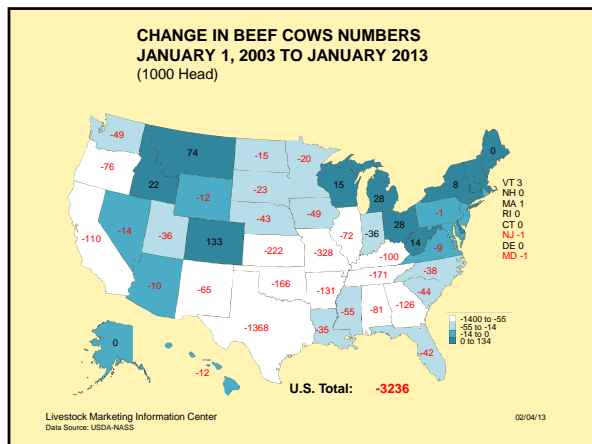 CHANGE IN BEEF COWS NUMBERS
JANUARY 1, 2003 TO JANUARY 2013
(1000 Head)
-49
74
-15
-20
0
-76
22
-12
-23
15
28
8
VT 3
NH 0
MA 1
RI 0
CT 0
NJ -1
DE 0
MD -1
-14
-36
133
-43
-49
-72
-36
28
14
-1
-9
-110
-222
-328
-100
-171
-10
-65
-166
-131
-38
-44
-1368
-35
-55
-81
-126
-42
0
-12
-1400 to -55
-55 to -14
-14 to 0
0 to 134
U.S. Total: -3236
Livestock Marketing Information Center
Data Source: USDA-NASS
02/04/13